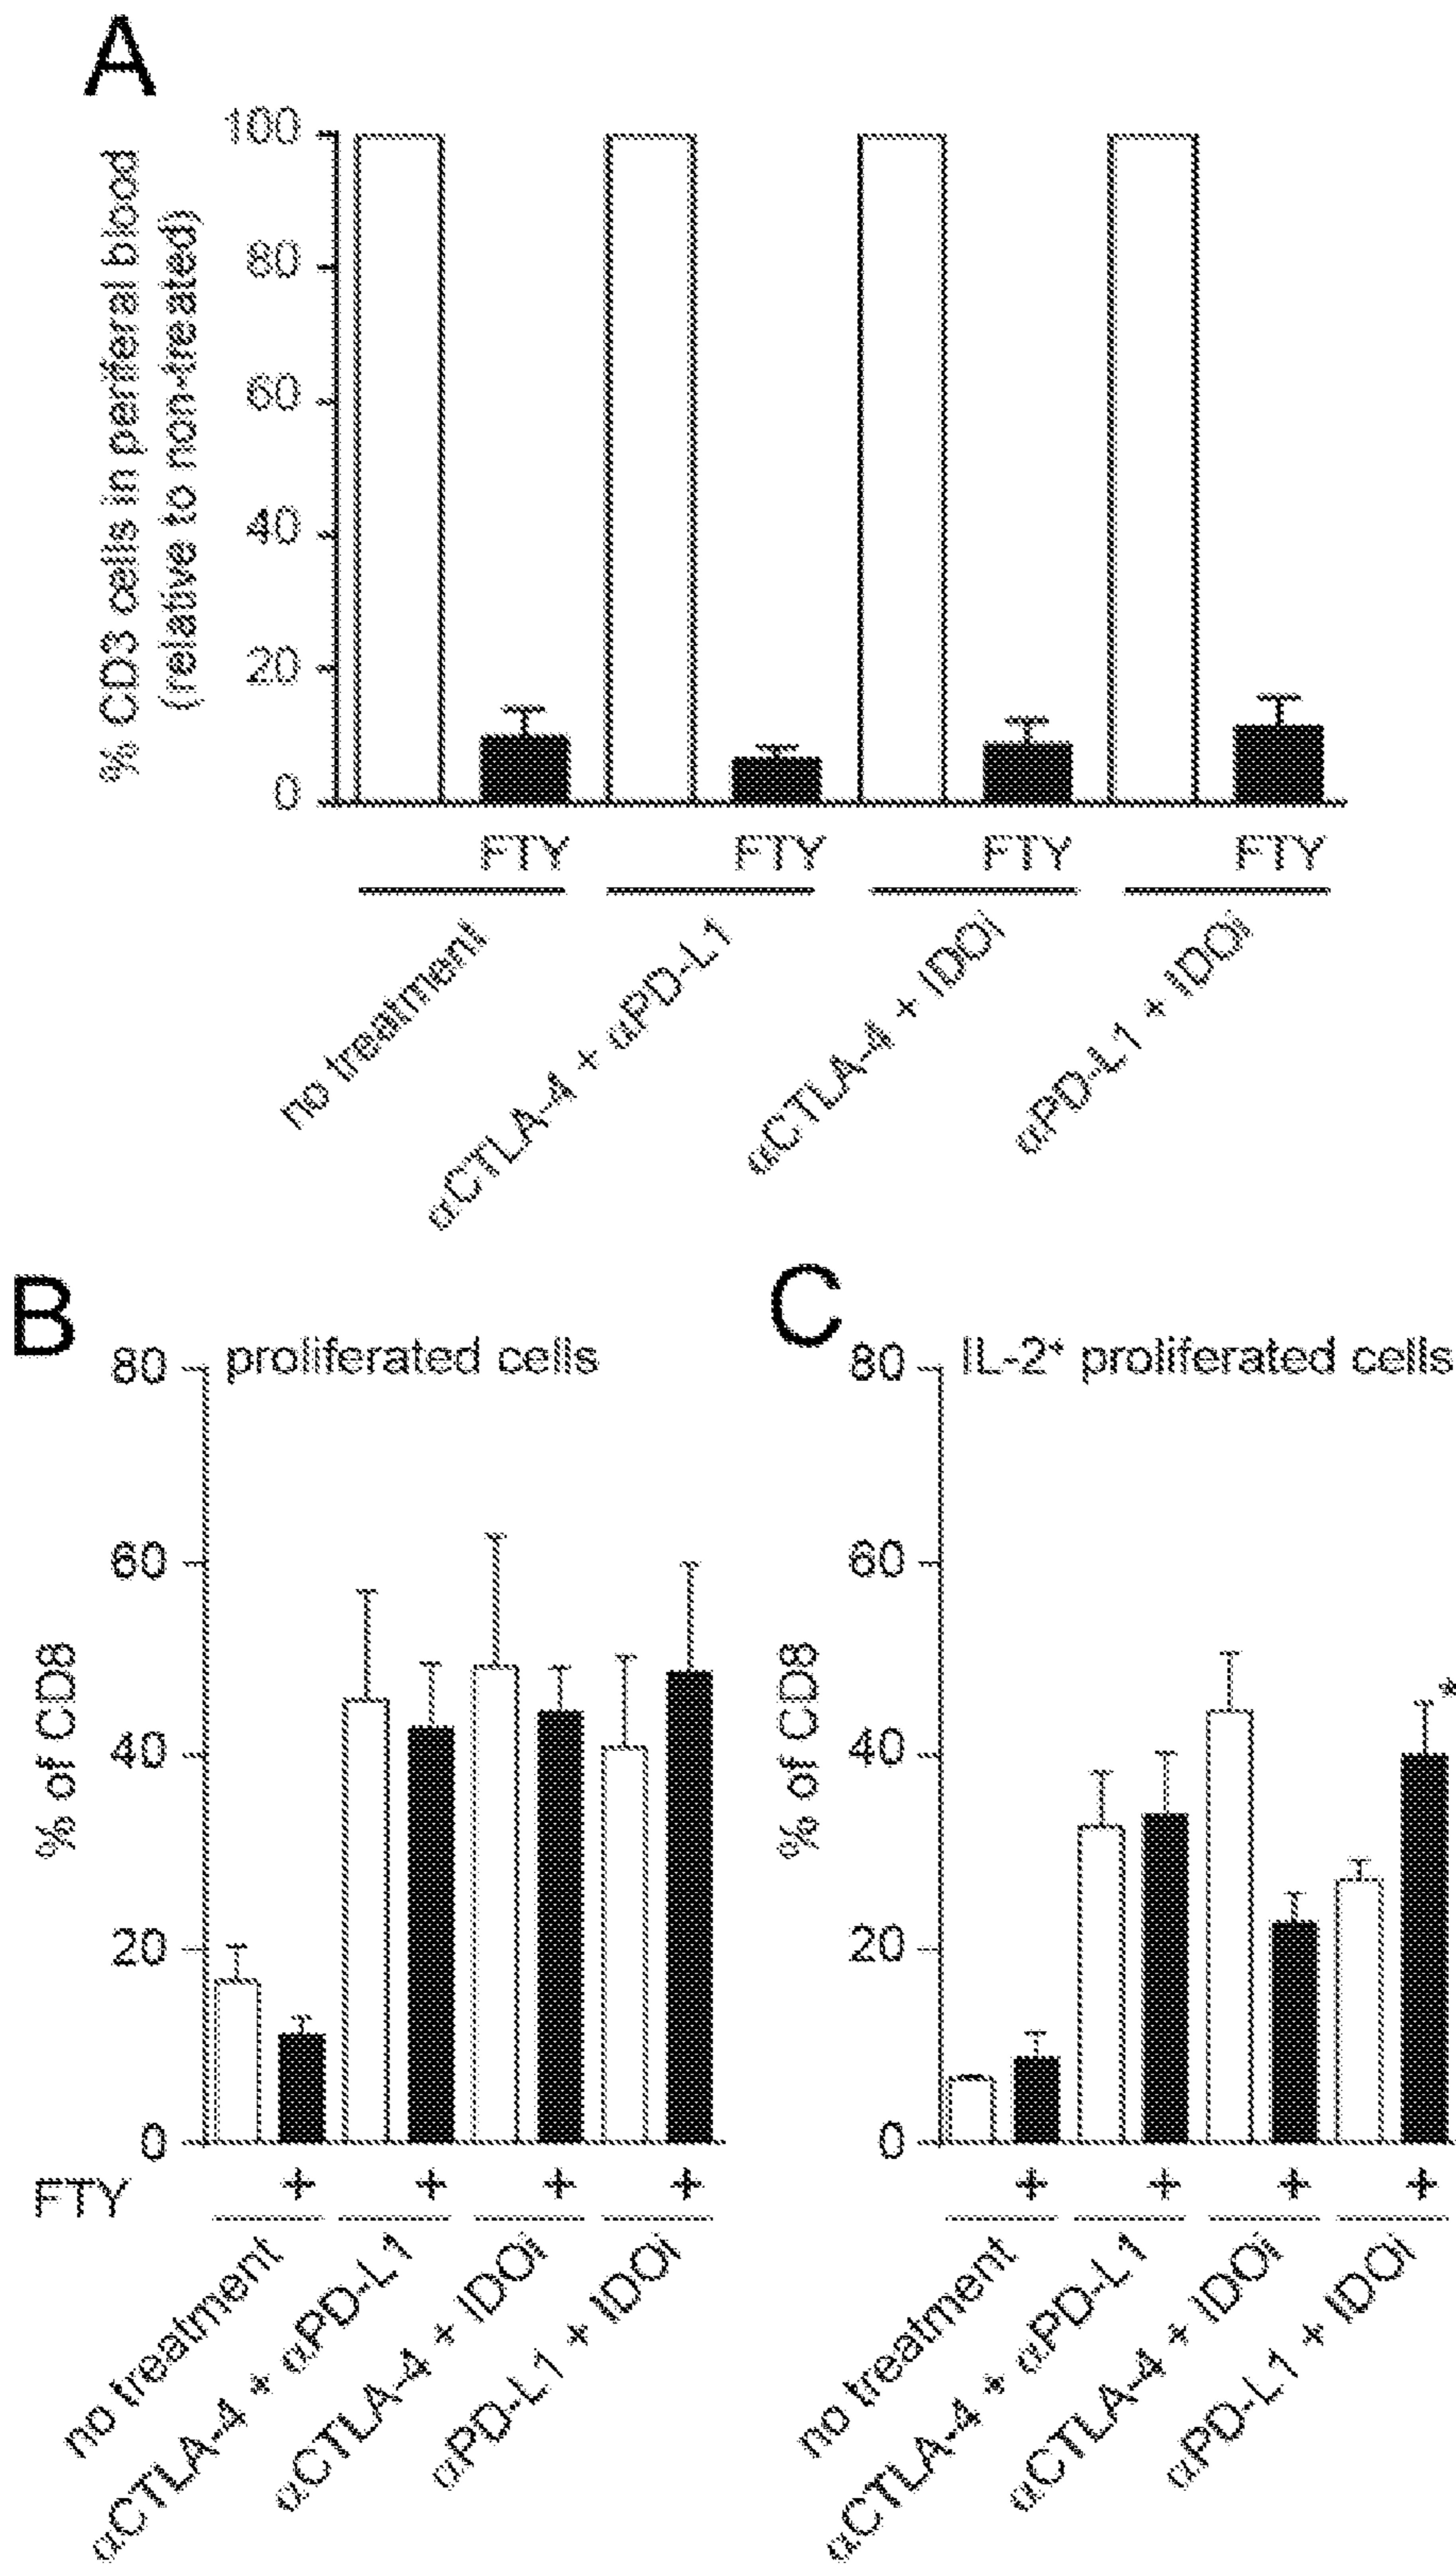 A
% CD3 cells in periferal blood
(relative to non-treated)
100
80
60
40
20
0
FTY FTY FTY FTY
no treatment
αCTLA-4 + αPD-L1
αCTLA-4 + IDOi
αPD-L1 + IDOi
B
proliferated cells
% of CD8
80
60
40
20
0
FTY + + + +
no treatment
αCTLA-4 + αPD-L1
αCTLA-4 + IDOi
αPD-L1 + IDOi
C
IL-2+ proliferated cells
% of CD8
80
60
40
20
0
*
+ + + +
no treatment
αCTLA-4 + αPD-L1
αCTLA-4 + IDOi
αPD-L1 + IDOi